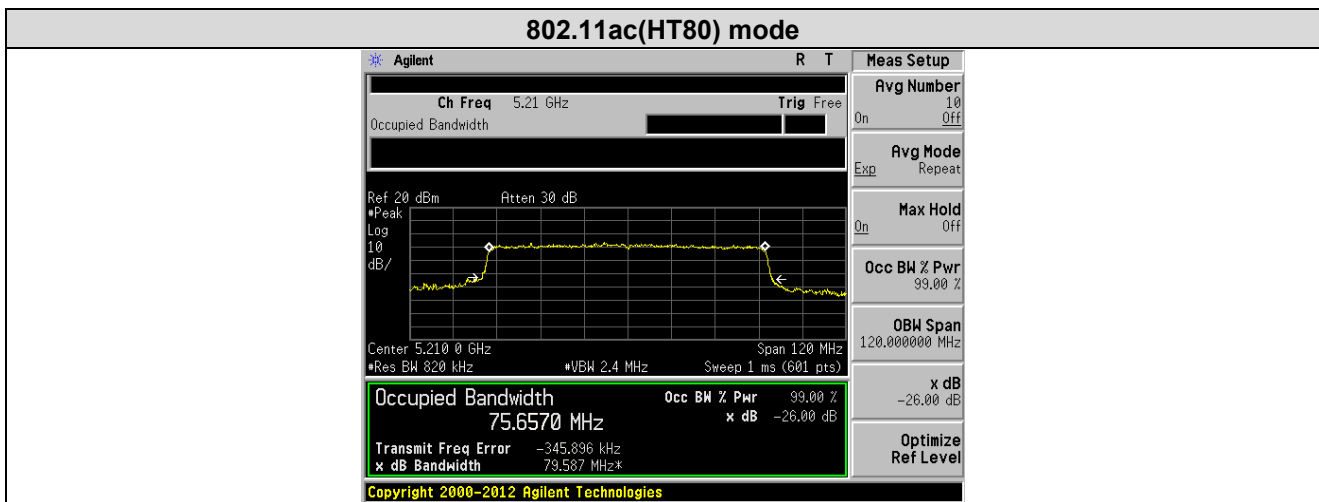 802.11ac(HT80) mode
Agilent R T
Ch Freq 5.21 GHz Trig Free
Occupied Bandwidth
Ref 20 dBm Atten 30 dB
#Peak
Log
10
dB/
Center 5.210 0 GHz Span 120 MHz
#Res BW 820 kHz #VBW 2.4 MHz Sweep 1 ms (601 pts)
Occupied Bandwidth Occ BW % Pwr 99.00 %
75.6570 MHz x dB -26.00 dB
Transmit Freq Error -345.896 kHz
x dB Bandwidth 79.587 MHz*
Copyright 2000-2012 Agilent Technologies
Meas Setup
Avg Number
10
On Off
Avg Mode
Exp Repeat
Max Hold
On Off
Occ BW % Pwr
99.00 %
OBW Span
120.000000 MHz
x dB
-26.00 dB
Optimize
Ref Level